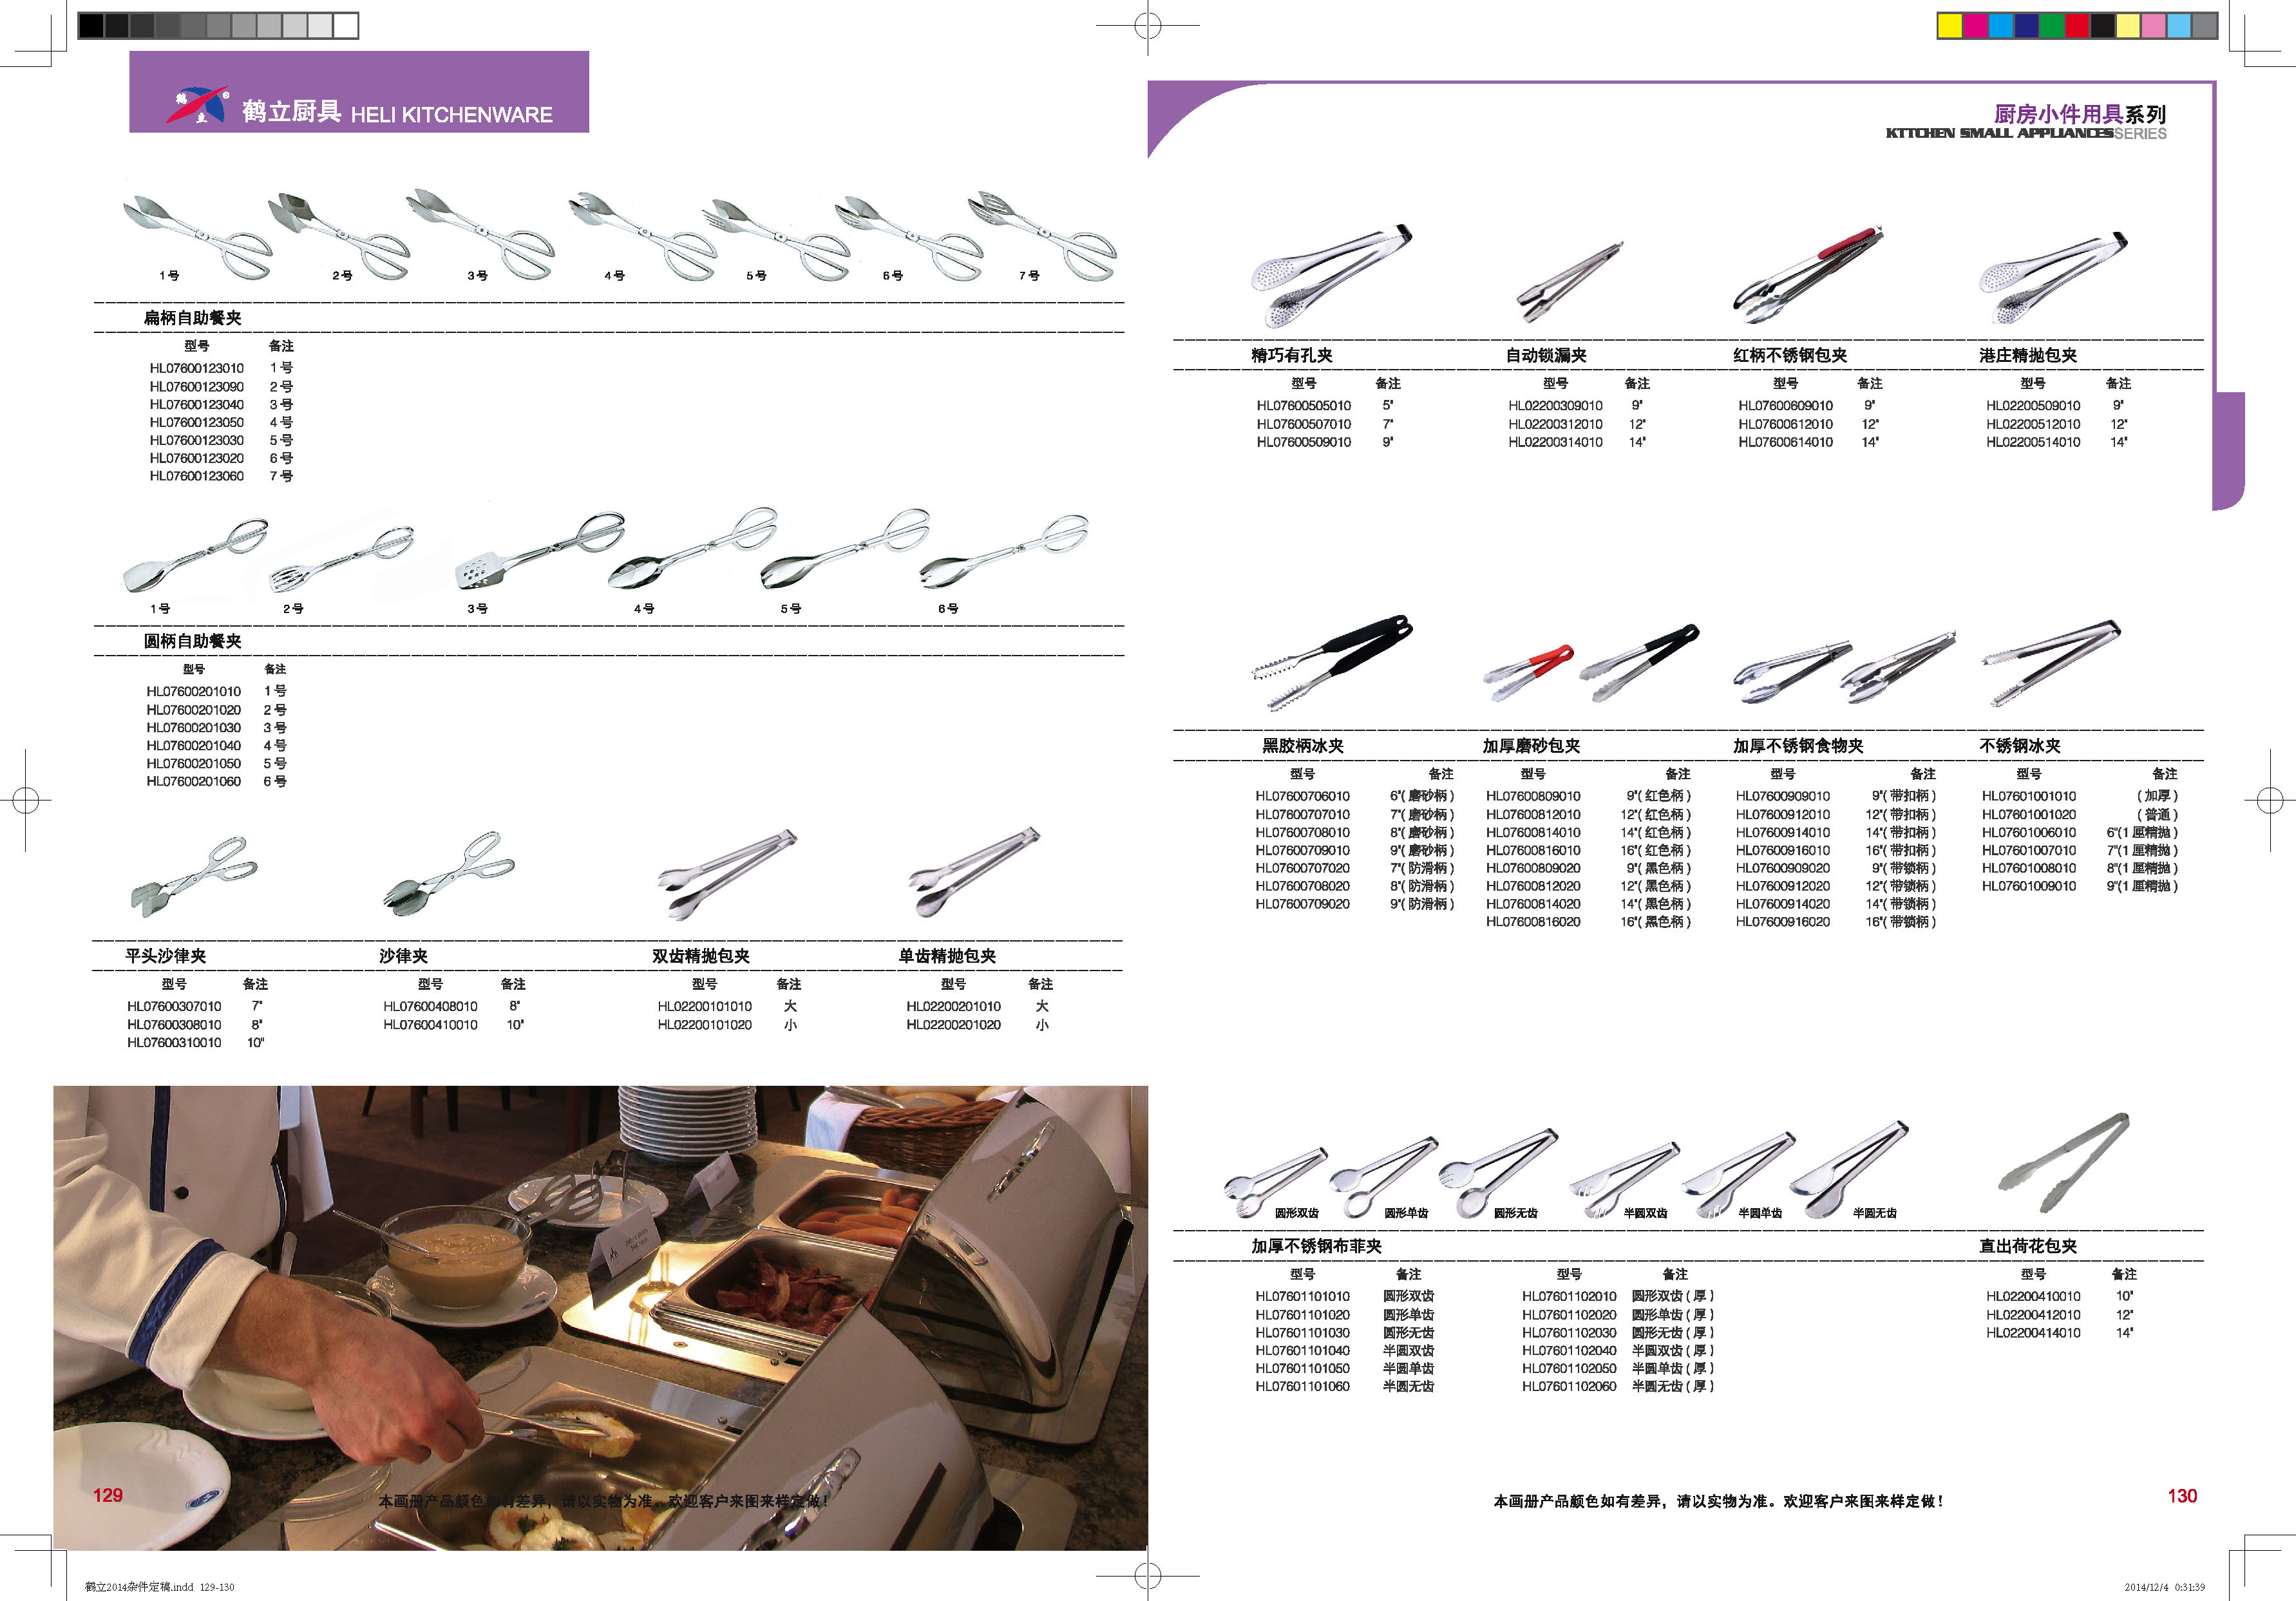 鹤立
鹤立厨具 HELI KITCHENWARE
厨房小件用具系列
KTTCHEN SMALL APPLIANCESSERIES
1号 2号 3号 4号 5号 6号 7号
扁柄自助餐夹
型号 备注
HL07600123010 1号
HL07600123090 2号
HL07600123040 3号
HL07600123050 4号
HL07600123030 5号
HL07600123020 6号
HL07600123060 7号
1号 2号 3号 4号 5号 6号
圆柄自助餐夹
型号 备注
HL07600201010 1号
HL07600201020 2号
HL07600201030 3号
HL07600201040 4号
HL07600201050 5号
HL07600201060 6号
平头沙律夹 沙律夹 双齿精抛包夹 单齿精抛包夹
型号 备注 型号 备注 型号 备注 型号 备注
HL07600307010 7" HL07600408010 8" HL02200101010 大 HL02200201010 大
HL07600308010 8" HL07600410010 10" HL02200101020 小 HL02200201020 小
HL07600310010 10"
129
本画册产品颜色如有差异，请以实物为准。欢迎客户来图来样定做！
精巧有孔夹 自动锁漏夹 红柄不锈钢包夹 港庄精抛包夹
型号 备注 型号 备注 型号 备注 型号 备注
HL07600505010 5" HL02200309010 9" HL07600609010 9" HL02200509010 9"
HL07600507010 7" HL02200312010 12" HL07600612010 12" HL02200512010 12"
HL07600509010 9" HL02200314010 14" HL07600614010 14" HL02200514010 14"
黑胶柄冰夹 加厚磨砂包夹 加厚不锈钢食物夹 不锈钢冰夹
型号 备注 型号 备注 型号 备注 型号 备注
HL07600706010 6"(磨砂柄) HL07600809010 9"(红色柄) HL07600909010 9"(带扣柄) HL07601001010 (加厚)
HL07600707010 7"(磨砂柄) HL07600812010 12"(红色柄) HL07600912010 12"(带扣柄) HL07601001020 (普通)
HL07600708010 8"(磨砂柄) HL07600814010 14"(红色柄) HL07600914010 14"(带扣柄) HL07601006010 6"(1厘精抛)
HL07600709010 9"(磨砂柄) HL07600816010 16"(红色柄) HL07600916010 16"(带扣柄) HL07601007010 7"(1厘精抛)
HL07600707020 7"(防滑柄) HL07600809020 9"(黑色柄) HL07600909020 9"(带锁柄) HL07601008010 8"(1厘精抛)
HL07600708020 8"(防滑柄) HL07600812020 12"(黑色柄) HL07600912020 12"(带锁柄) HL07601009010 9"(1厘精抛)
HL07600709020 9"(防滑柄) HL07600814020 14"(黑色柄) HL07600914020 14"(带锁柄)
HL07600816020 16"(黑色柄) HL07600916020 16"(带锁柄)
圆形双齿 圆形单齿 圆形无齿 半圆双齿 半圆单齿 半圆无齿
加厚不锈钢布菲夹 直出荷花包夹
型号 备注 型号 备注 型号 备注
HL07601101010 圆形双齿 HL07601102010 圆形双齿(厚) HL02200410010 10"
HL07601101020 圆形单齿 HL07601102020 圆形单齿(厚) HL02200412010 12"
HL07601101030 圆形无齿 HL07601102030 圆形无齿(厚) HL02200414010 14"
HL07601101040 半圆双齿 HL07601102040 半圆双齿(厚)
HL07601101050 半圆单齿 HL07601102050 半圆单齿(厚)
HL07601101060 半圆无齿 HL07601102060 半圆无齿(厚)
本画册产品颜色如有差异，请以实物为准。欢迎客户来图来样定做！
130
鹤立2014杂件定稿.indd 129-130
2014/12/4 0:31:39